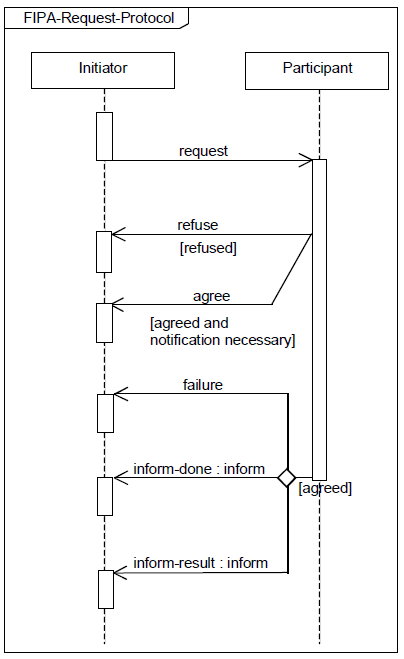 FIPA-Request-Protocol
Initiator
Participant
request
refuse
[refused]
agree
[agreed and
notification necessary]
failure
inform-done : inform
[agreed]
inform-result : inform